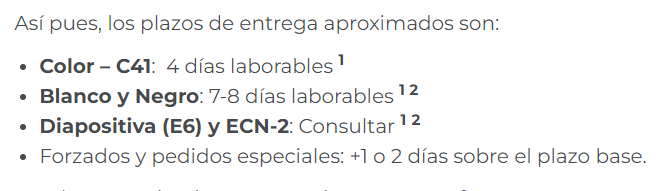 Así pues, los plazos de entrega aproximados son:
• Color – C41: 4 días laborables 1
• Blanco y Negro: 7-8 días laborables 1 2
• Diapositiva (E6) y ECN-2: Consultar 1 2
• Forzados y pedidos especiales: +1 o 2 días sobre el plazo base.